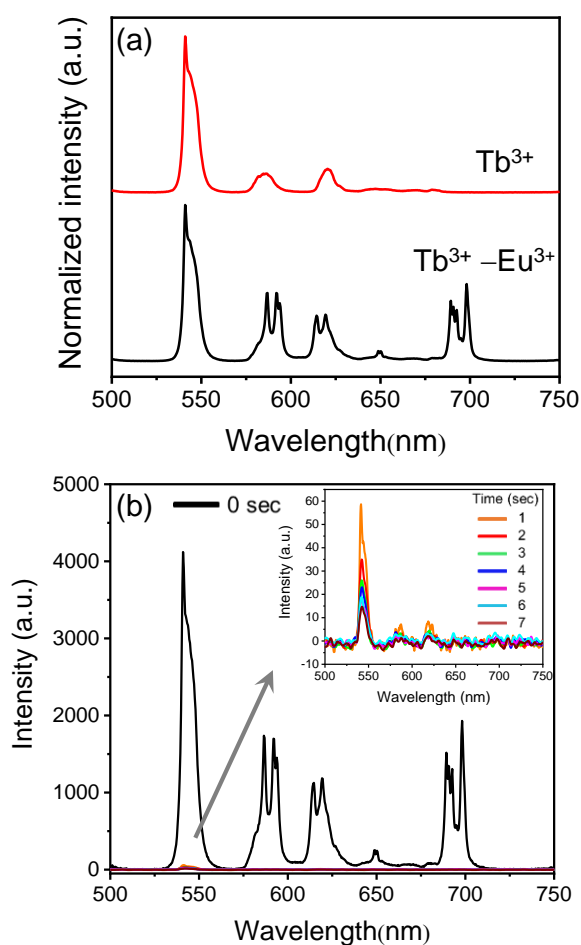 (a)
Normalized intensity (a.u.)
Tb³⁺
Tb³⁺ –Eu³⁺
500 550 600 650 700 750
Wavelength(nm)
(b)
0 sec
Intensity (a.u.)
5000
4000
3000
2000
1000
0
500 550 600 650 700 750
Wavelength(nm)
Time (sec)
1
2
3
4
5
6
7
Intensity (a.u.)
60
50
40
30
20
10
0
-10
500 550 600 650 700 750
Wavelength (nm)